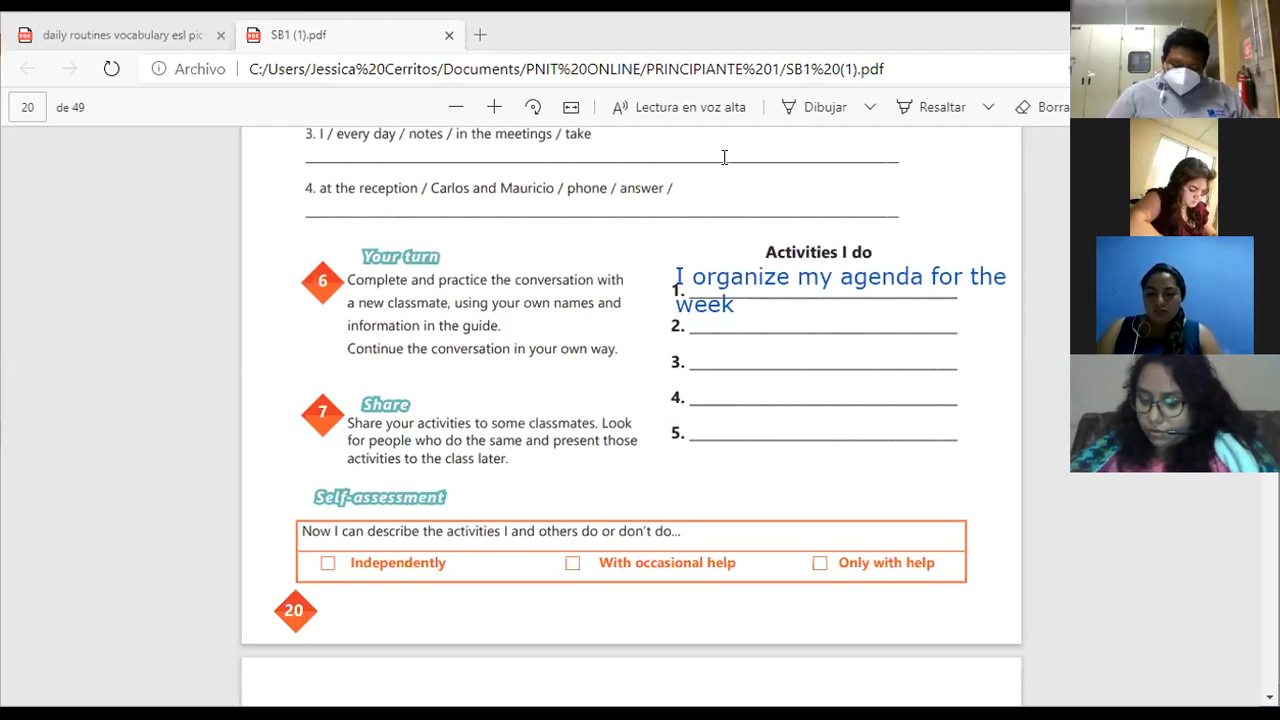 daily routines vocabulary esl pic
SB1 (1).pdf
Archivo
C:/Users/Jessica%20Cerritos/Documents/PNIT%20ONLINE/PRINCIPIANTE%201/SB1%20(1).pdf
20
de 49
Lectura en voz alta
Dibujar
Resaltar
Borra
3. I / every day / notes / in the meetings / take
4. at the reception / Carlos and Mauricio / phone / answer /
6
Your turn
Complete and practice the conversation with
a new classmate, using your own names and
information in the guide.
Continue the conversation in your own way.
7
Share
Share your activities to some classmates. Look
for people who do the same and present those
activities to the class later.
Activities I do
I organize my agenda for the
1.
week
2.
3.
4.
5.
Self-assessment
Now I can describe the activities I and others do or don't do...
Independently
With occasional help
Only with help
20